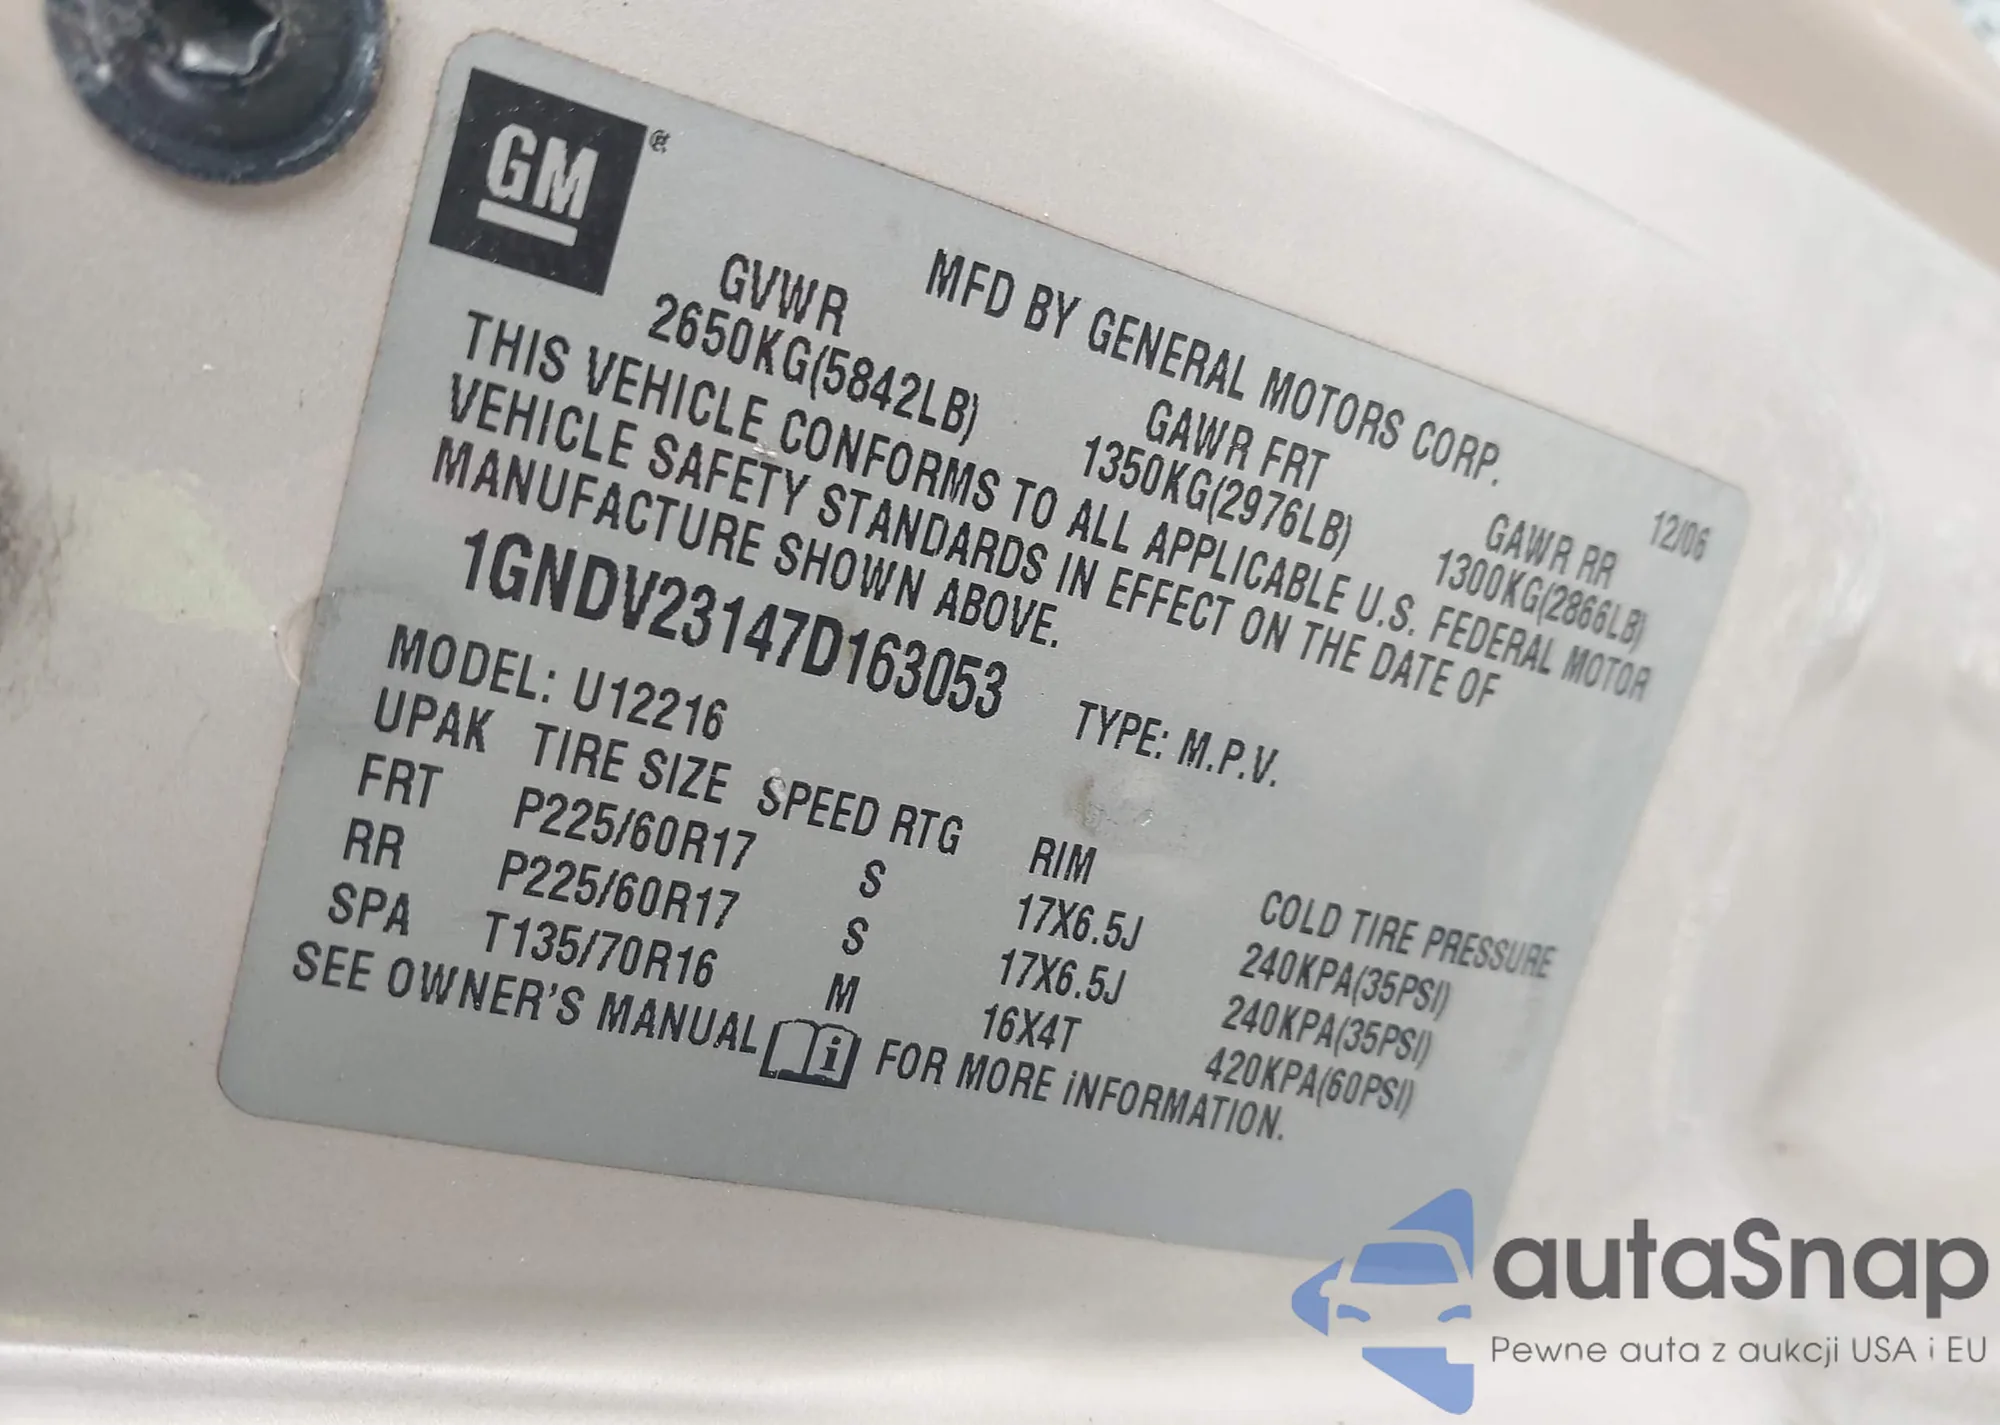 GM
MFD BY GENERAL MOTORS CORP.
12/06
GVWR GAWR FRT GAWR RR
2650KG(5842LB) 1350KG(2976LB) 1300KG(2866LB)
THIS VEHICLE CONFORMS TO ALL APPLICABLE U.S. FEDERAL MOTOR
VEHICLE SAFETY STANDARDS IN EFFECT ON THE DATE OF
MANUFACTURE SHOWN ABOVE.
1GNDV23147D163053 TYPE: M.P.V.
MODEL: U12216
UPAK TIRE SIZE SPEED RTG RIM COLD TIRE PRESSURE
FRT P225/60R17 S 17X6.5J 240KPA(35PSI)
RR P225/60R17 S 17X6.5J 240KPA(35PSI)
SPA T135/70R16 M 16X4T 420KPA(60PSI)
SEE OWNER'S MANUAL i FOR MORE iNFORMATION.
autaSnap
Pewne auta z aukcji USA i EU